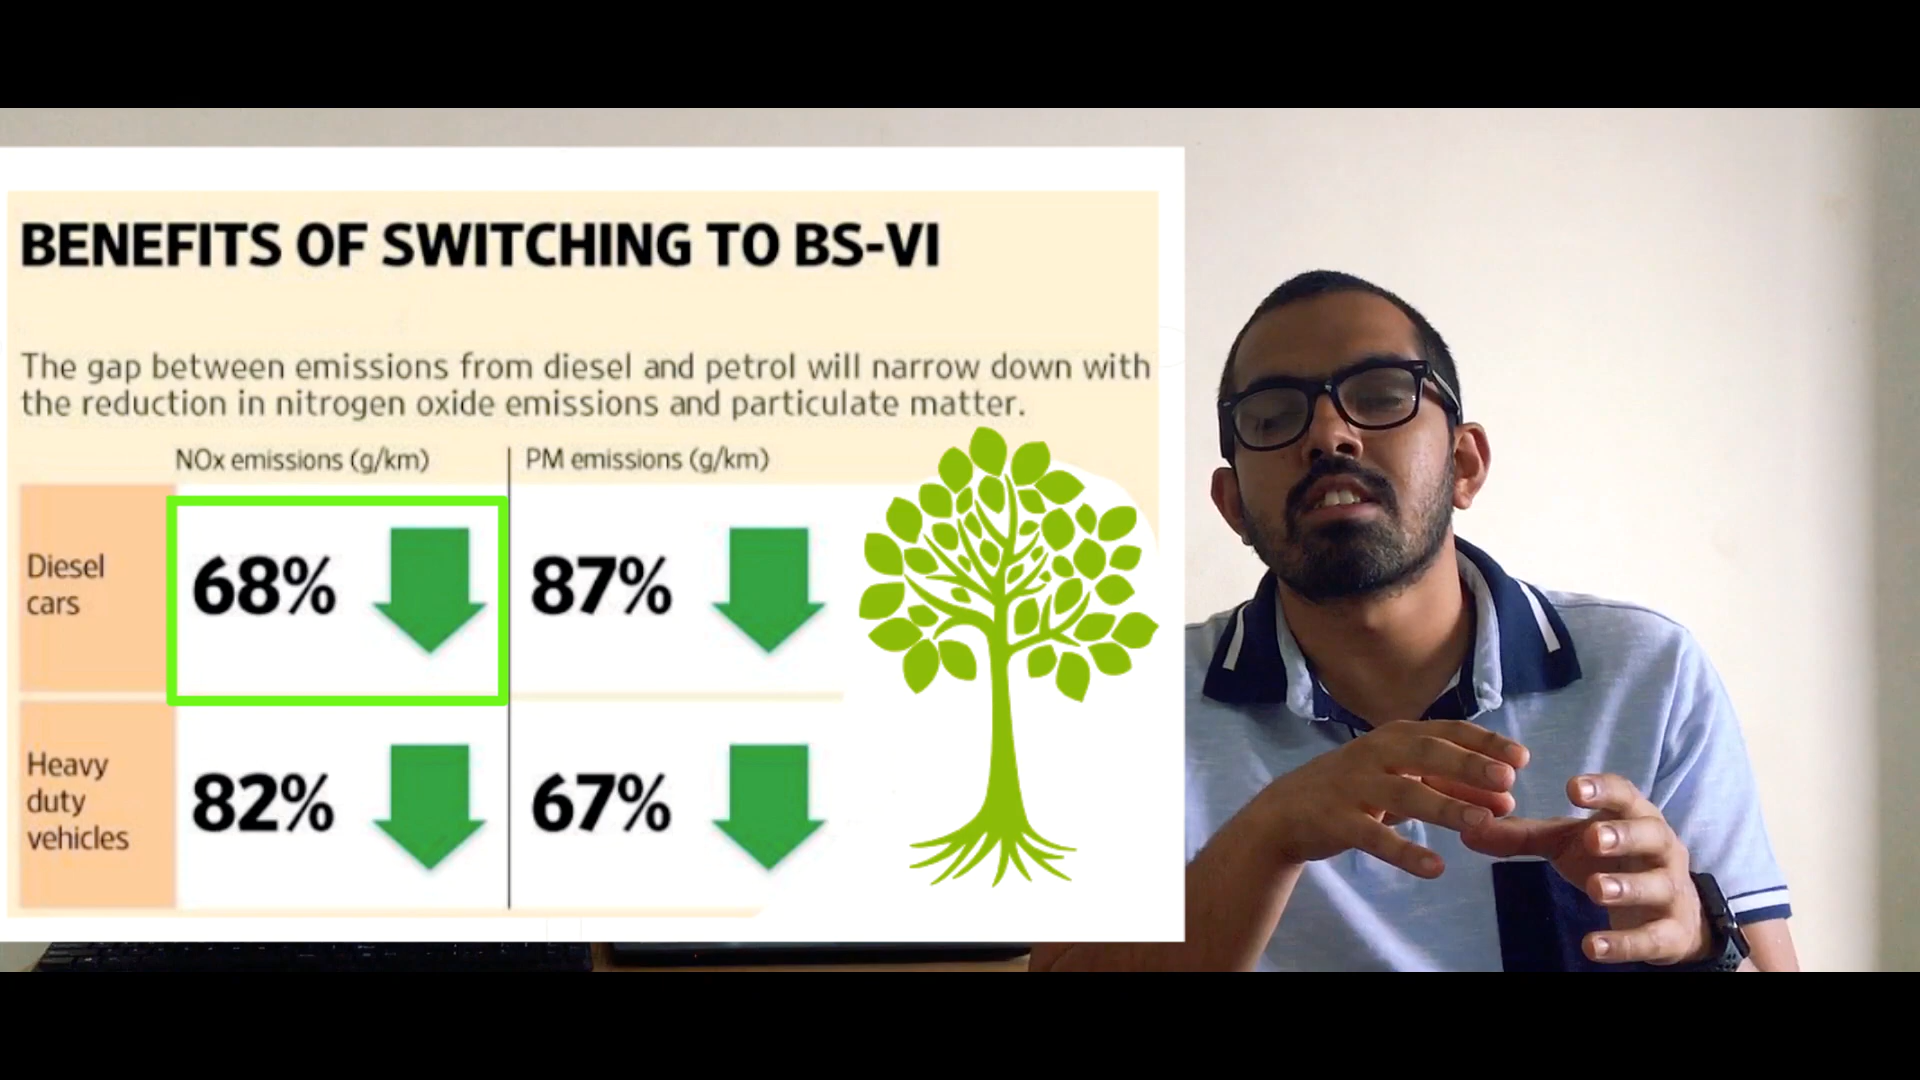 BENEFITS OF SWITCHING TO BS-VI
The gap between emissions from diesel and petrol will narrow down with
the reduction in nitrogen oxide emissions and particulate matter.
NOx emissions (g/km) PM emissions (g/km)
Diesel
cars
68% 87%
Heavy
duty
vehicles
82% 67%